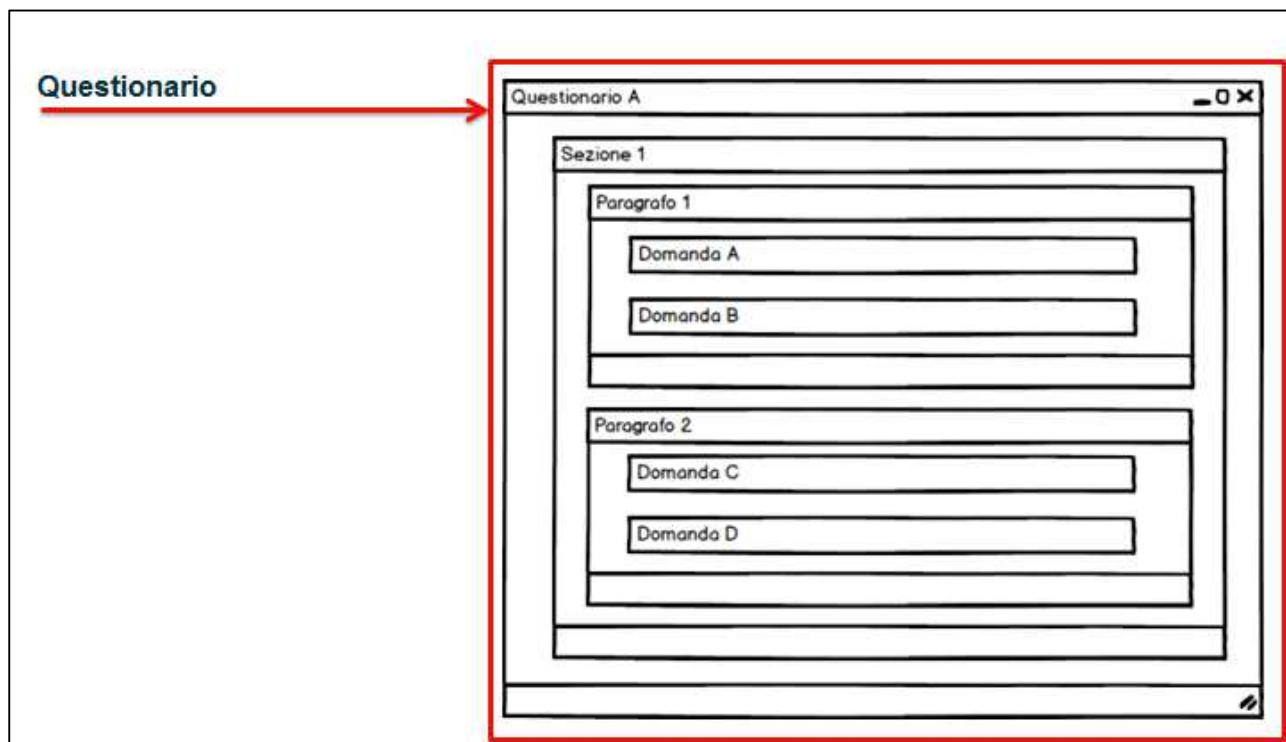 Questionario
Questionario A
Sezione 1
Paragrafo 1
Domanda A
Domanda B
Paragrafo 2
Domanda C
Domanda D